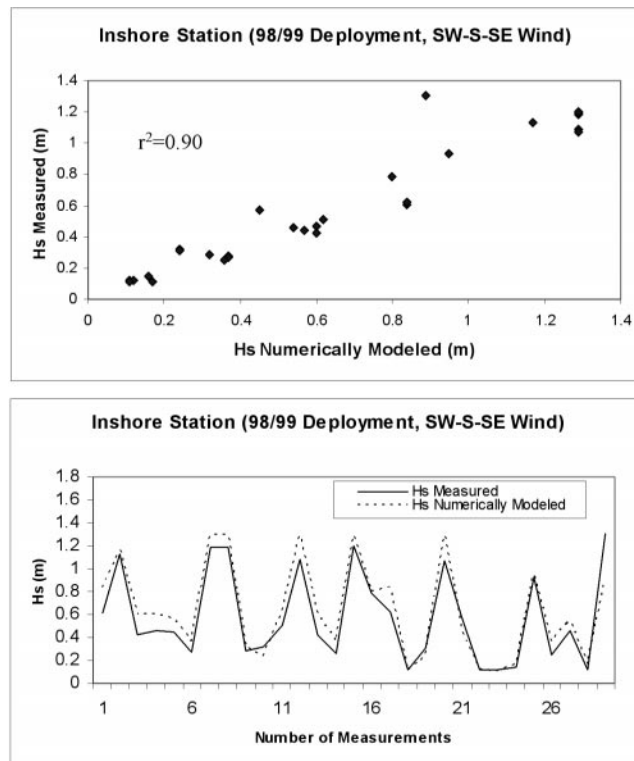 Inshore Station (98/99 Deployment, SW-S-SE Wind)
1.4
1.2
1
0.8
0.6
0.4
0.2
0
r²=0.90
Hs Measured (m)
0 0.2 0.4 0.6 0.8 1 1.2 1.4
Hs Numerically Modeled (m)
Inshore Station (98/99 Deployment, SW-S-SE Wind)
1.8
1.6
1.4
1.2
1
0.8
0.6
0.4
0.2
0
Hs Measured
Hs Numerically Modeled
Hs (m)
1 6 11 16 21 26
Number of Measurements